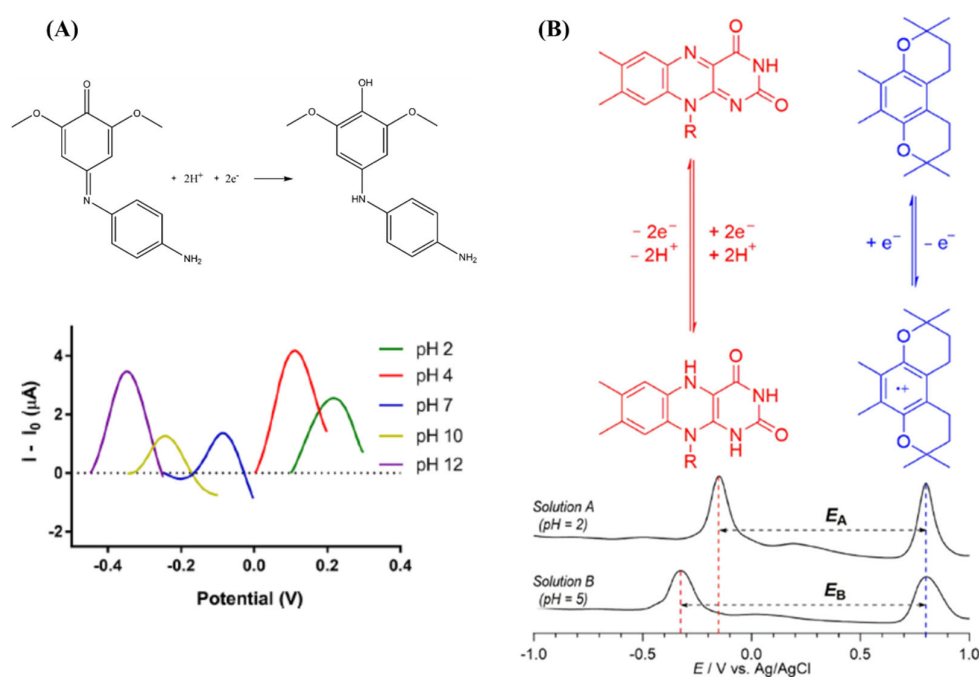 (A)
O
O
O
N
NH₂
+ 2H⁺ + 2e⁻
OH
O
O
HN
NH₂
I - I₀ (µA)
4
2
0
-2
-0.4
-0.2
0.0
0.2
0.4
Potential (V)
pH 2
pH 4
pH 7
pH 10
pH 12
(B)
N
O
NH
N
N
O
R
O
O
− 2e⁻
− 2H⁺
+ 2e⁻
+ 2H⁺
+ e⁻
− e⁻
H
N
O
NH
N
N
H
O
R
O
•+
O
Solution A
(pH = 2)
E_A
Solution B
(pH = 5)
E_B
-1.0
-0.5
0.0
0.5
1.0
E / V vs. Ag/AgCl